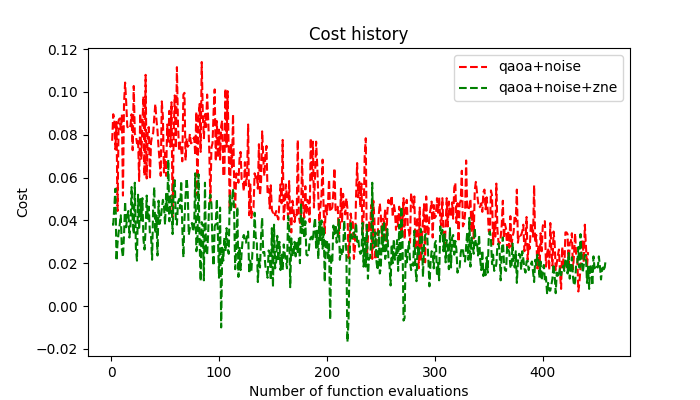 Cost history
0.12
0.10
0.08
0.06
0.04
0.02
0.00
−0.02
Cost
qaoa+noise
qaoa+noise+zne
0 100 200 300 400
Number of function evaluations